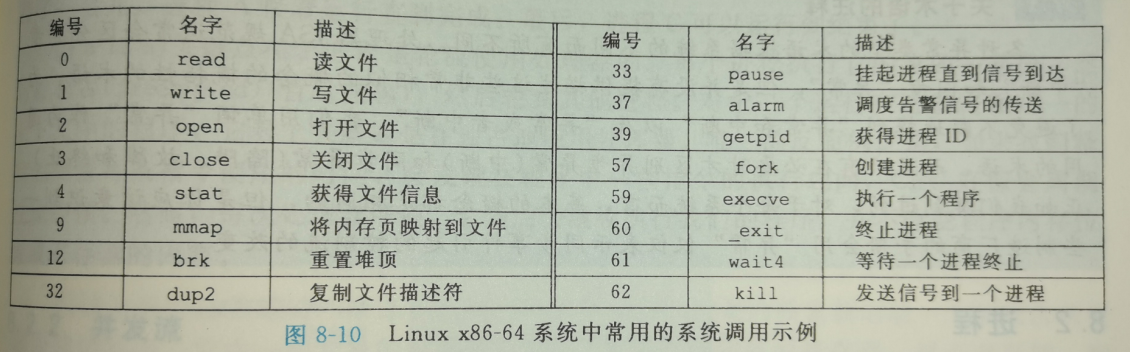 编号 名字 描述 编号 名字 描述
0 read 读文件 33 pause 挂起进程直到信号到达
1 write 写文件 37 alarm 调度告警信号的传送
2 open 打开文件 39 getpid 获得进程 ID
3 close 关闭文件 57 fork 创建进程
4 stat 获得文件信息 59 execve 执行一个程序
9 mmap 将内存页映射到文件 60 _exit 终止进程
12 brk 重置堆顶 61 wait4 等待一个进程终止
32 dup2 复制文件描述符 62 kill 发送信号到一个进程
图 8-10 Linux x86-64 系统中常用的系统调用示例